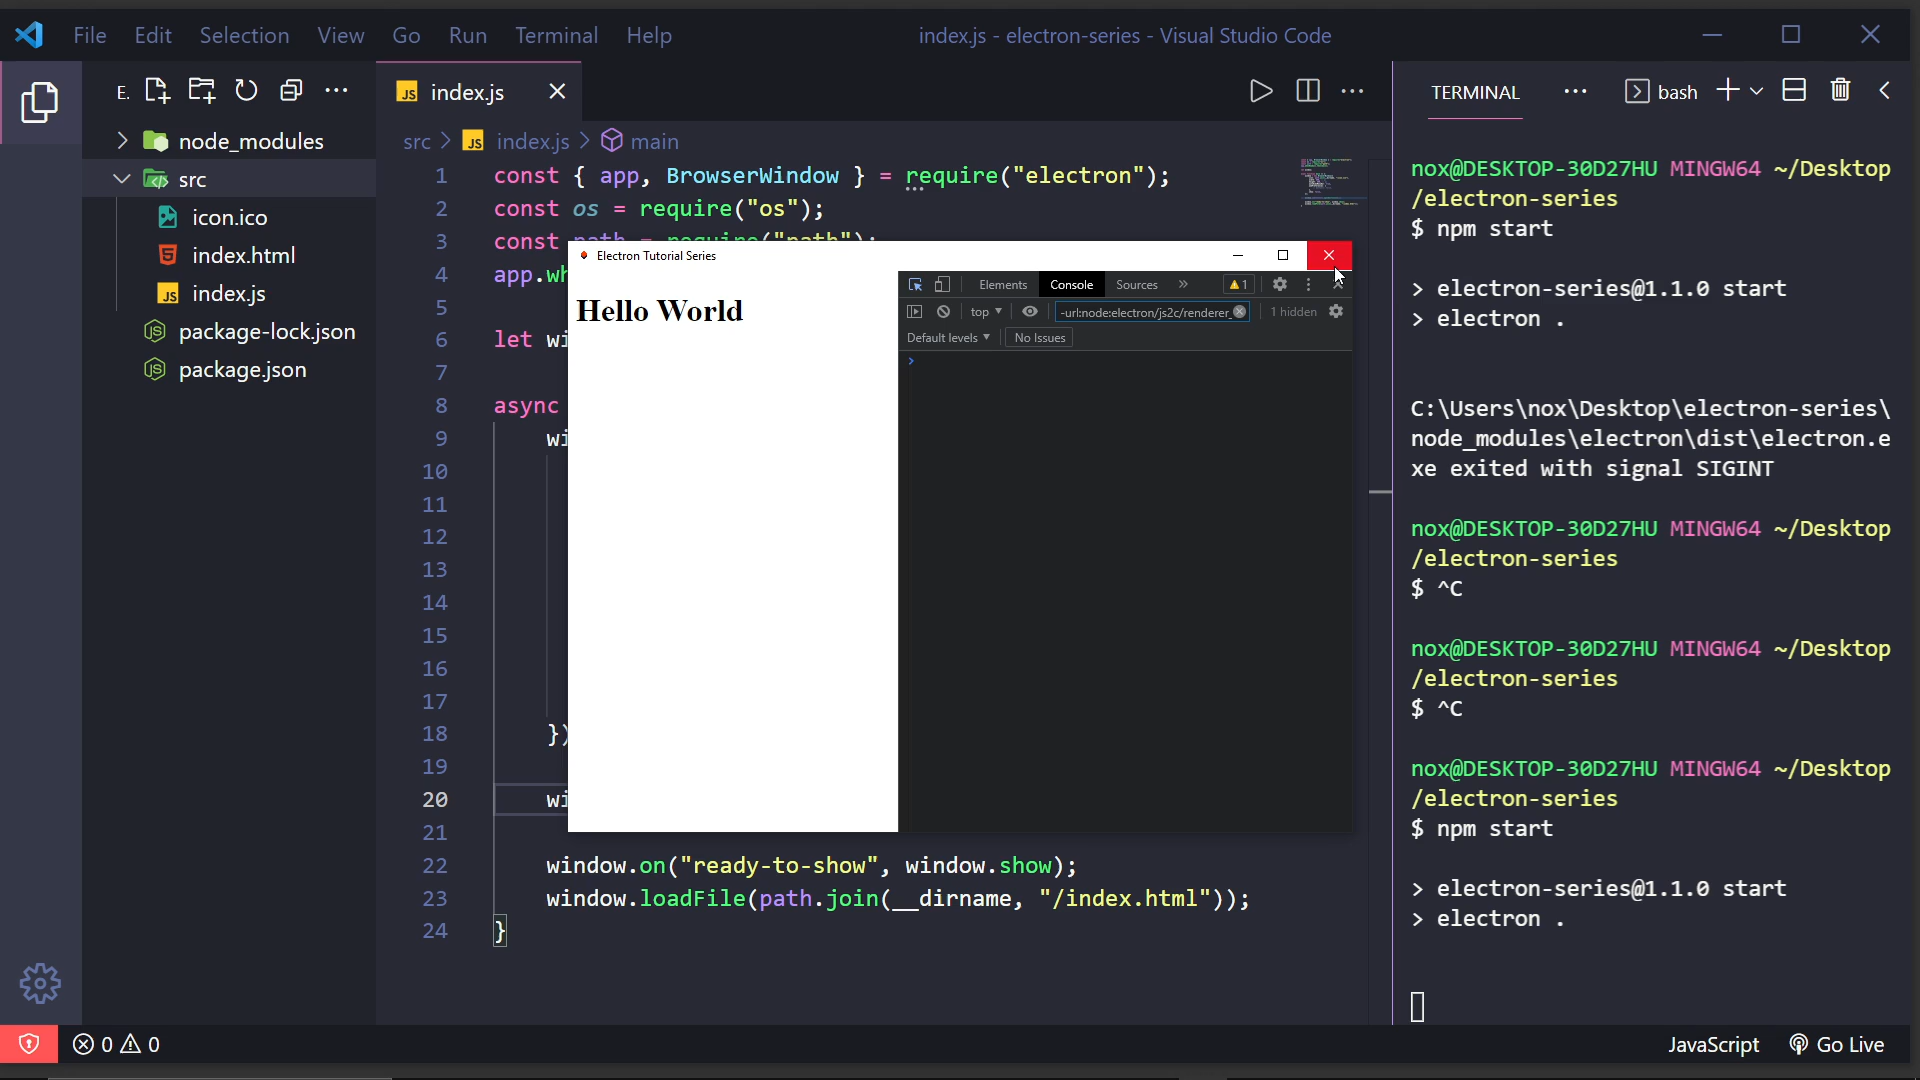 File Edit Selection View Go Run Terminal Help
index.js - electron-series - Visual Studio Code
E.
node_modules
src
icon.ico
index.html
index.js
package-lock.json
package.json
JS index.js
src > JS index.js > main
1 const { app, BrowserWindow } = require("electron");
2 const os = require("os");
3 const path = require("path");
4 app.wh
5
6 let wi
7
8 async
9 wi
10
11
12
13
14
15
16
17
18 })
19
20 wi
21
22 window.on("ready-to-show", window.show);
23 window.loadFile(path.join(__dirname, "/index.html"));
24 }
Electron Tutorial Series
Hello World
Elements Console Sources » 1
top -url:node:electron/js2c/renderer_ 1 hidden
Default levels No Issues
>
TERMINAL
bash
nox@DESKTOP-30D27HU MINGW64 ~/Desktop
/electron-series
$ npm start
> electron-series@1.1.0 start
> electron .
C:\Users\nox\Desktop\electron-series\
node_modules\electron\dist\electron.e
xe exited with signal SIGINT
nox@DESKTOP-30D27HU MINGW64 ~/Desktop
/electron-series
$ ^C
nox@DESKTOP-30D27HU MINGW64 ~/Desktop
/electron-series
$ ^C
nox@DESKTOP-30D27HU MINGW64 ~/Desktop
/electron-series
$ npm start
> electron-series@1.1.0 start
> electron .
0 0
JavaScript Go Live